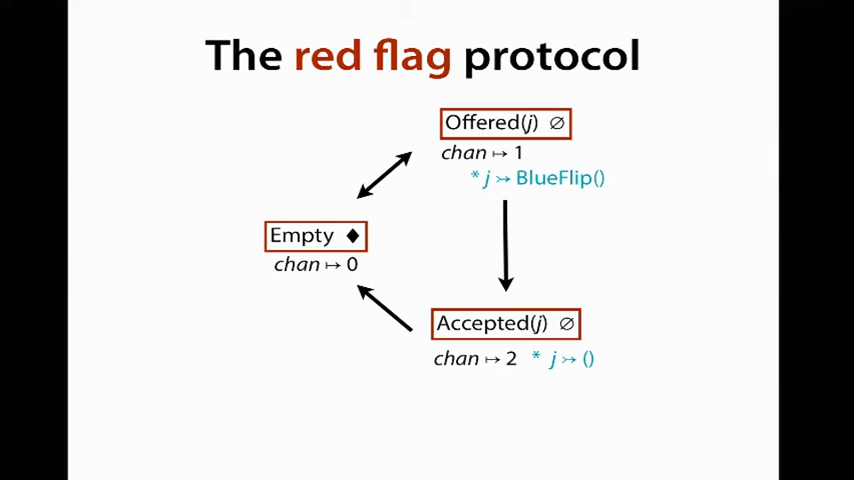 The red flag protocol
Offered(j) ∅
chan ↦ 1
* j ↣ BlueFlip()
Empty ♦
chan ↦ 0
Accepted(j) ∅
chan ↦ 2 * j ↣ ()